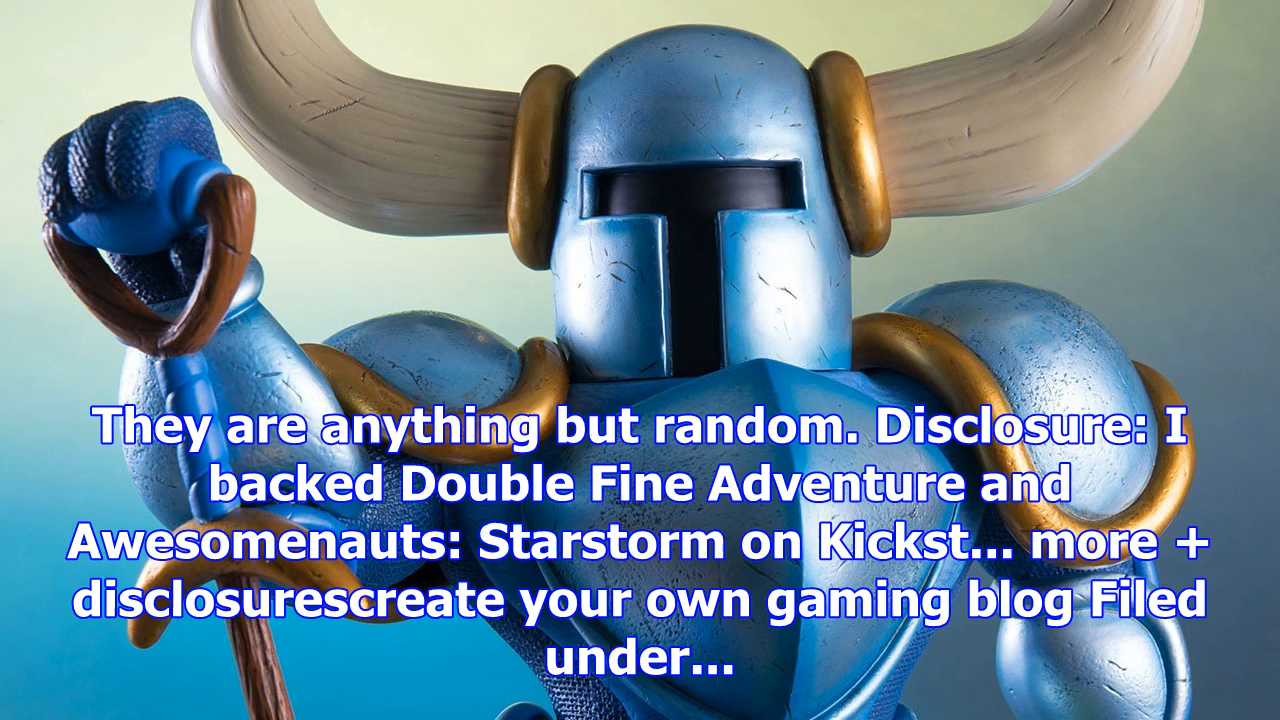 They are anything but random. Disclosure: I
backed Double Fine Adventure and
Awesomenauts: Starstorm on Kickst... more +
disclosurescreate your own gaming blog Filed
under...